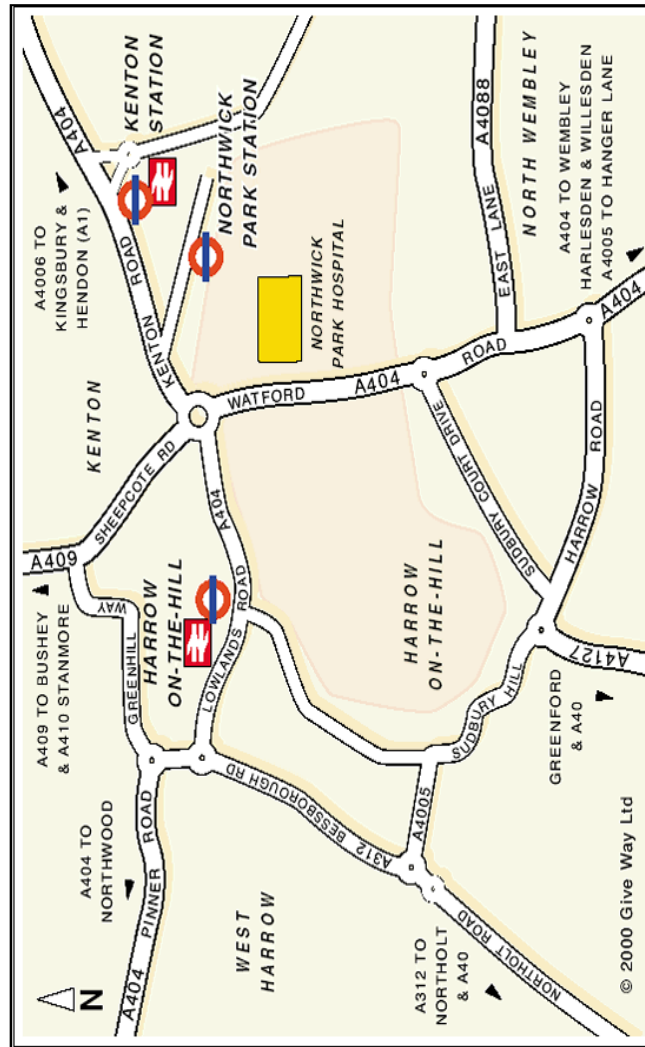 N
A404
PINNER
ROAD
A404 TO
NORTHWOOD
A409 TO BUSHEY
& A410 STANMORE
A409
GREENHILL
WAY
SHEEPCOTE RD
KENTON
A4006 TO
KINGSBURY &
HENDON (A1)
A404
KENTON
ROAD
KENTON
STATION
NORTHWICK
PARK STATION
HARROW
ON-THE-HILL
LOWLANDS
ROAD
A404
WATFORD
A404
ROAD
NORTHWICK
PARK HOSPITAL
WEST
HARROW
A312 BESSBOROUGH RD
A4005
HARROW
ON-THE-HILL
SUDBURY HILL
SUDBURY COURT DRIVE
EAST LANE
A4088
NORTH WEMBLEY
HARROW
ROAD
A404
A404 TO WEMBLEY
HARLESDEN & WILLESDEN
A4005 TO HANGER LANE
A312 TO
NORTHOLT
& A40
NORTHOLT ROAD
GREENFORD
& A40
A4127
© 2000 Give Way Ltd